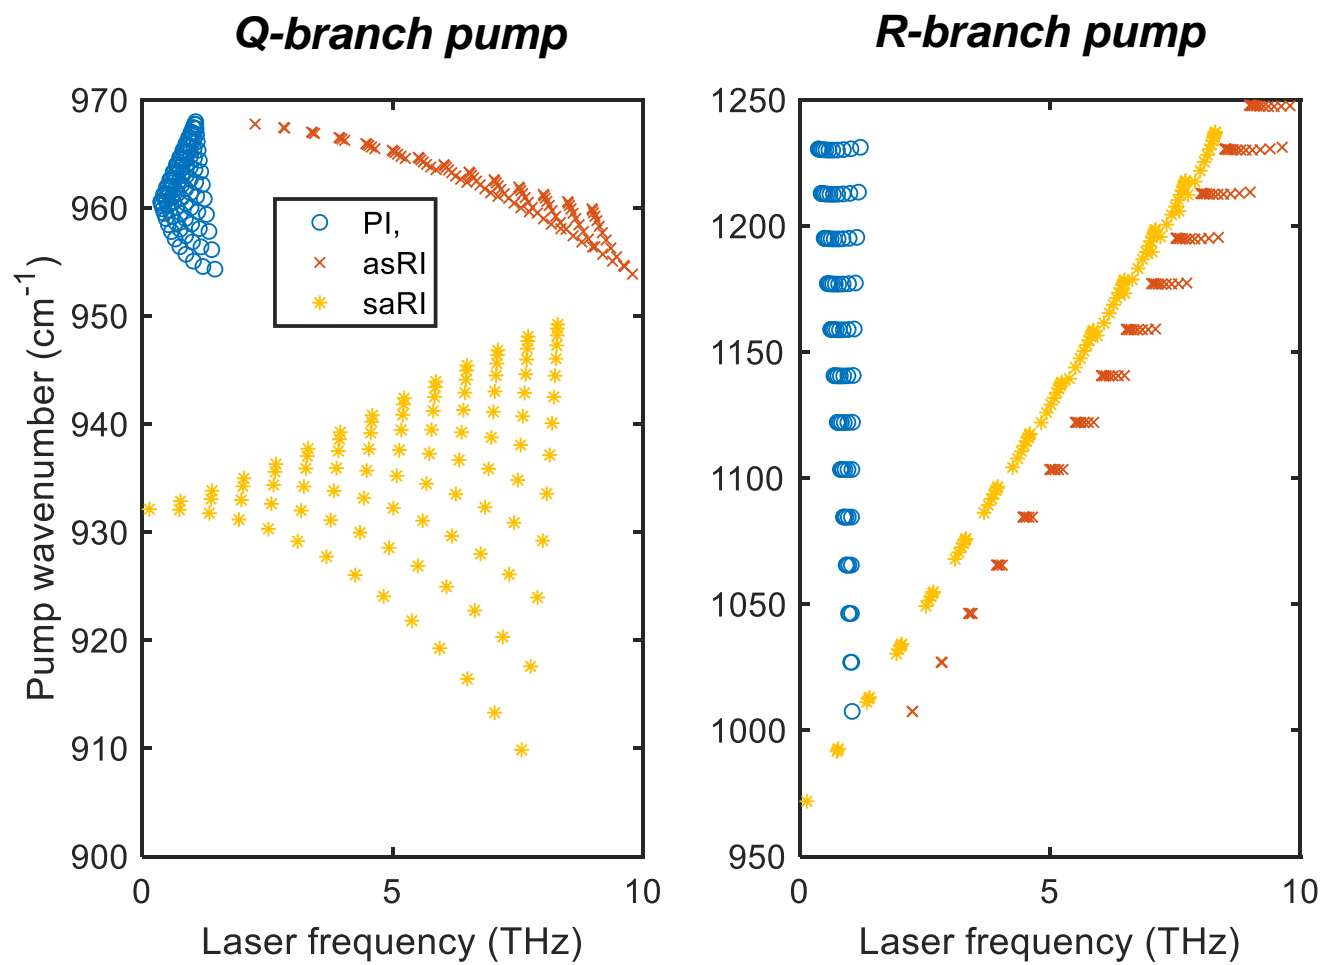 Q-branch pump
R-branch pump
970
960
950
940
930
920
910
900
0
5
10
Laser frequency (THz)
Pump wavenumber (cm-1)
PI,
asRI
saRI
1250
1200
1150
1100
1050
1000
950
0
5
10
Laser frequency (THz)